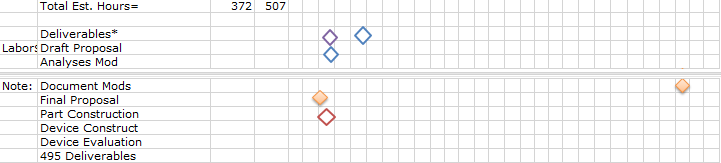 Total Est. Hours= 372 507
Deliverables*
Labor: Draft Proposal
Analyses Mod
Note: Document Mods
Final Proposal
Part Construction
Device Construct
Device Evaluation
495 Deliverables